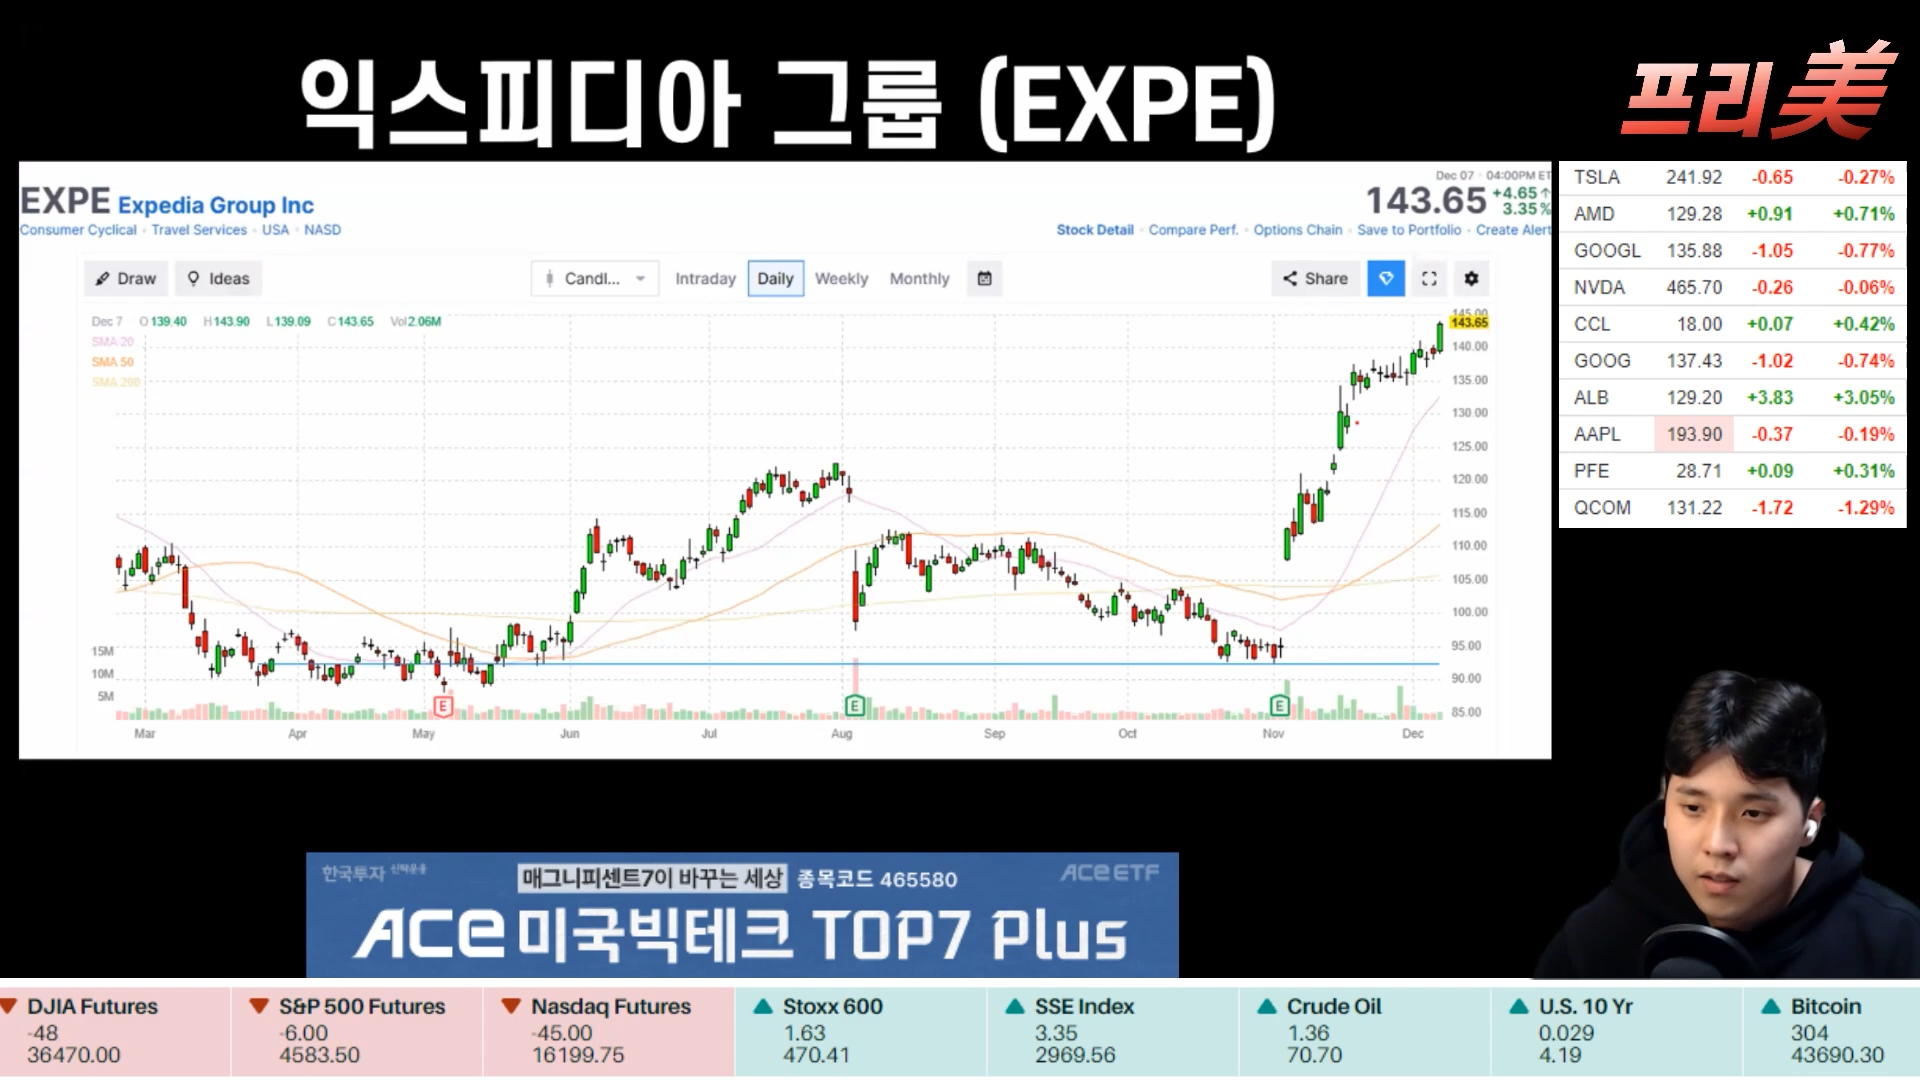 익스피디아 그룹 (EXPE)
프리美
EXPE Expedia Group Inc
Consumer Cyclical • Travel Services • USA • NASD
Dec 07 · 04:00PM ET
143.65 +4.65↑
3.35%
Stock Detail • Compare Perf. • Options Chain • Save to Portfolio • Create Alert
Draw Ideas Candl... Intraday Daily Weekly Monthly Share
Dec 7 O139.40 H143.90 L139.09 C143.65 Vol2.06M
SMA 20
SMA 50
SMA 200
145.00
143.65
140.00
135.00
130.00
125.00
120.00
115.00
110.00
105.00
100.00
95.00
90.00
85.00
15M
10M
5M
E E E
Mar Apr May Jun Jul Aug Sep Oct Nov Dec
TSLA 241.92 -0.65 -0.27%
AMD 129.28 +0.91 +0.71%
GOOGL 135.88 -1.05 -0.77%
NVDA 465.70 -0.26 -0.06%
CCL 18.00 +0.07 +0.42%
GOOG 137.43 -1.02 -0.74%
ALB 129.20 +3.83 +3.05%
AAPL 193.90 -0.37 -0.19%
PFE 28.71 +0.09 +0.31%
QCOM 131.22 -1.72 -1.29%
한국투자 신탁운용 매그니피센트7이 바꾸는 세상 종목코드 465580 ACE ETF
ACE 미국빅테크 TOP7 Plus
DJIA Futures
-48
36470.00
S&P 500 Futures
-6.00
4583.50
Nasdaq Futures
-45.00
16199.75
Stoxx 600
1.63
470.41
SSE Index
3.35
2969.56
Crude Oil
1.36
70.70
U.S. 10 Yr
0.029
4.19
Bitcoin
304
43690.30